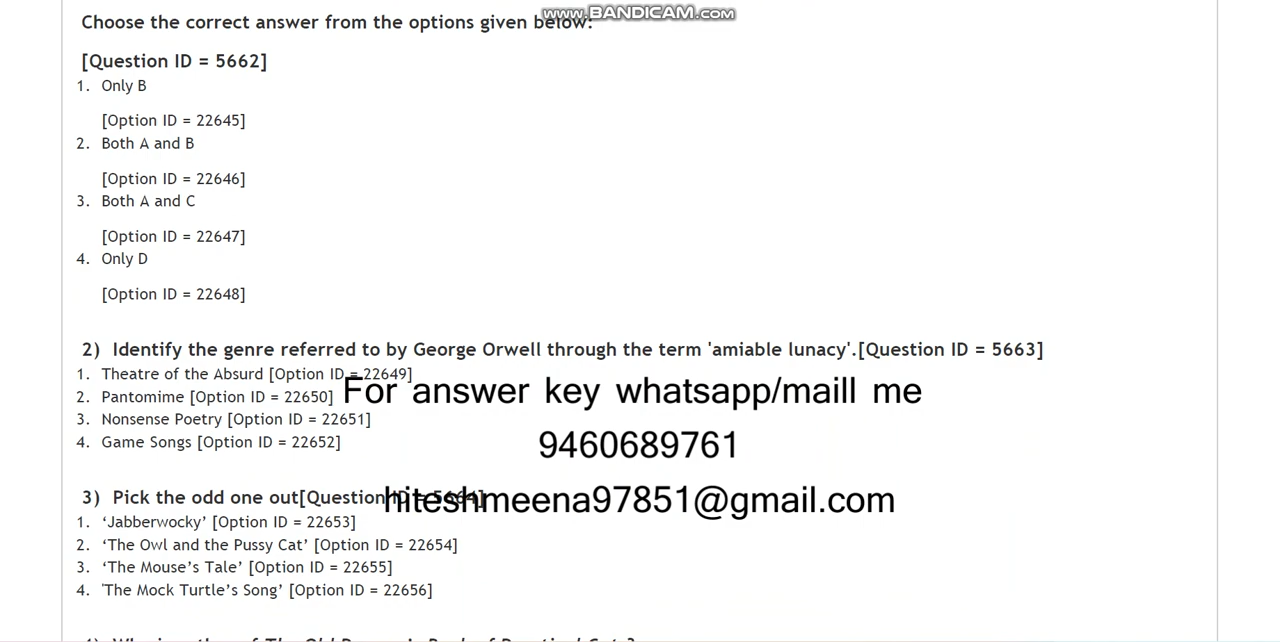 www.BANDICAM.com
Choose the correct answer from the options given below:
[Question ID = 5662]
1. Only B
[Option ID = 22645]
2. Both A and B
[Option ID = 22646]
3. Both A and C
[Option ID = 22647]
4. Only D
[Option ID = 22648]
2) Identify the genre referred to by George Orwell through the term 'amiable lunacy'.[Question ID = 5663]
1. Theatre of the Absurd [Option ID = 22649]
2. Pantomime [Option ID = 22650]
For answer key whatsapp/maill me
3. Nonsense Poetry [Option ID = 22651]
4. Game Songs [Option ID = 22652]
9460689761
3) Pick the odd one out[Question ID = 5664]
hiteshmeena97851@gmail.com
1. ‘Jabberwocky’ [Option ID = 22653]
2. ‘The Owl and the Pussy Cat’ [Option ID = 22654]
3. ‘The Mouse’s Tale’ [Option ID = 22655]
4. 'The Mock Turtle’s Song’ [Option ID = 22656]